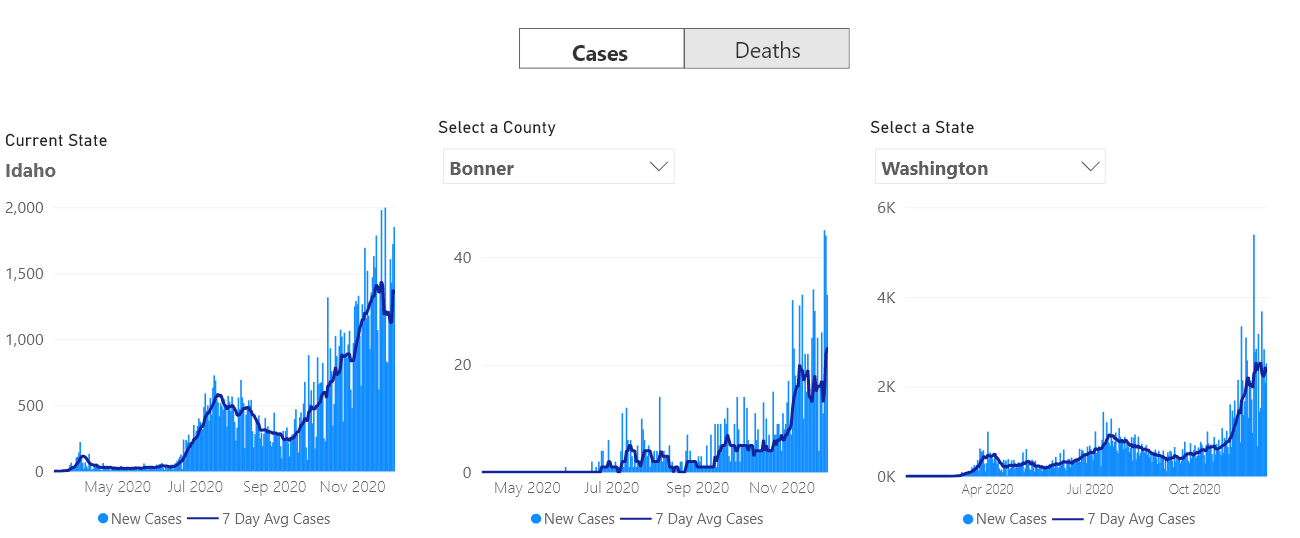 Cases Deaths
Current State
Idaho
2,000
1,500
1,000
500
0
May 2020 Jul 2020 Sep 2020 Nov 2020
New Cases 7 Day Avg Cases
Select a County
Bonner
40
20
0
May 2020 Jul 2020 Sep 2020 Nov 2020
New Cases 7 Day Avg Cases
Select a State
Washington
6K
4K
2K
0K
Apr 2020 Jul 2020 Oct 2020
New Cases 7 Day Avg Cases